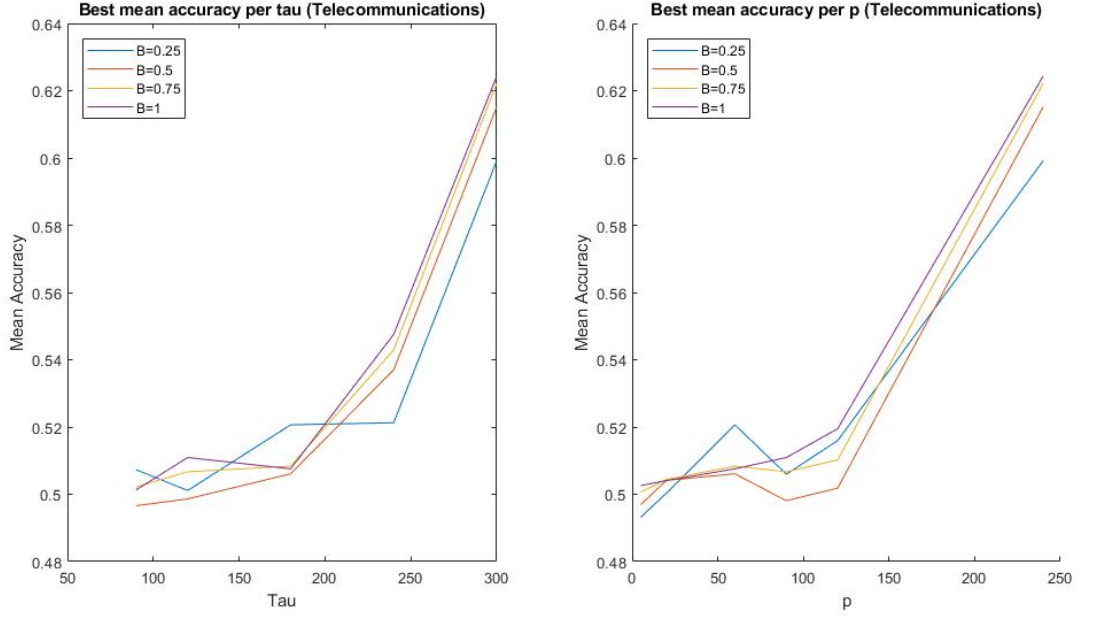 Best mean accuracy per tau (Telecommunications)
0.64
0.62
0.6
0.58
0.56
0.54
0.52
0.5
0.48
Mean Accuracy
B=0.25
B=0.5
B=0.75
B=1
50
100
150
200
250
300
Tau
Best mean accuracy per p (Telecommunications)
0.64
0.62
0.6
0.58
0.56
0.54
0.52
0.5
0.48
Mean Accuracy
B=0.25
B=0.5
B=0.75
B=1
0
50
100
150
200
250
p